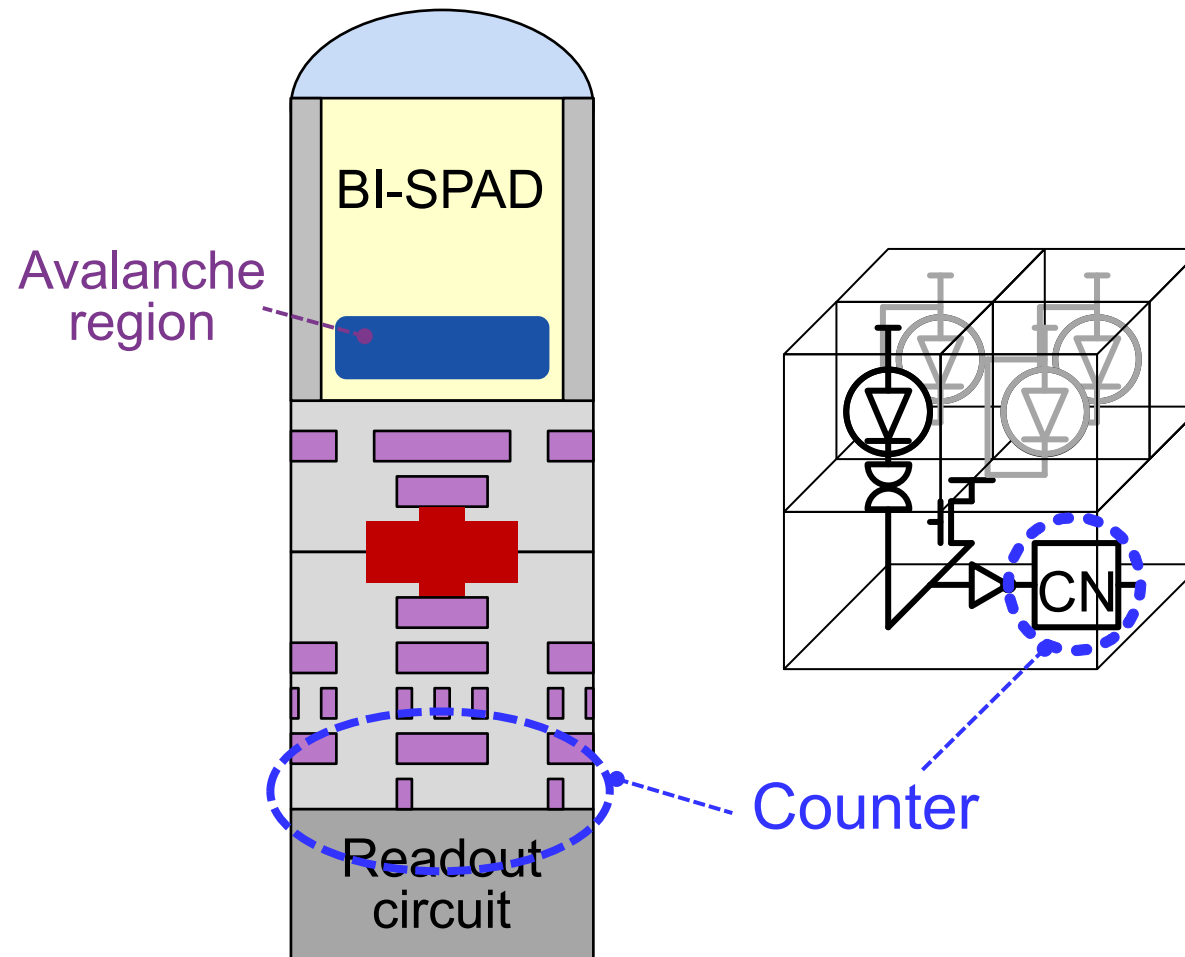 BI-SPAD
Avalanche
region
CN
Counter
Readout
circuit